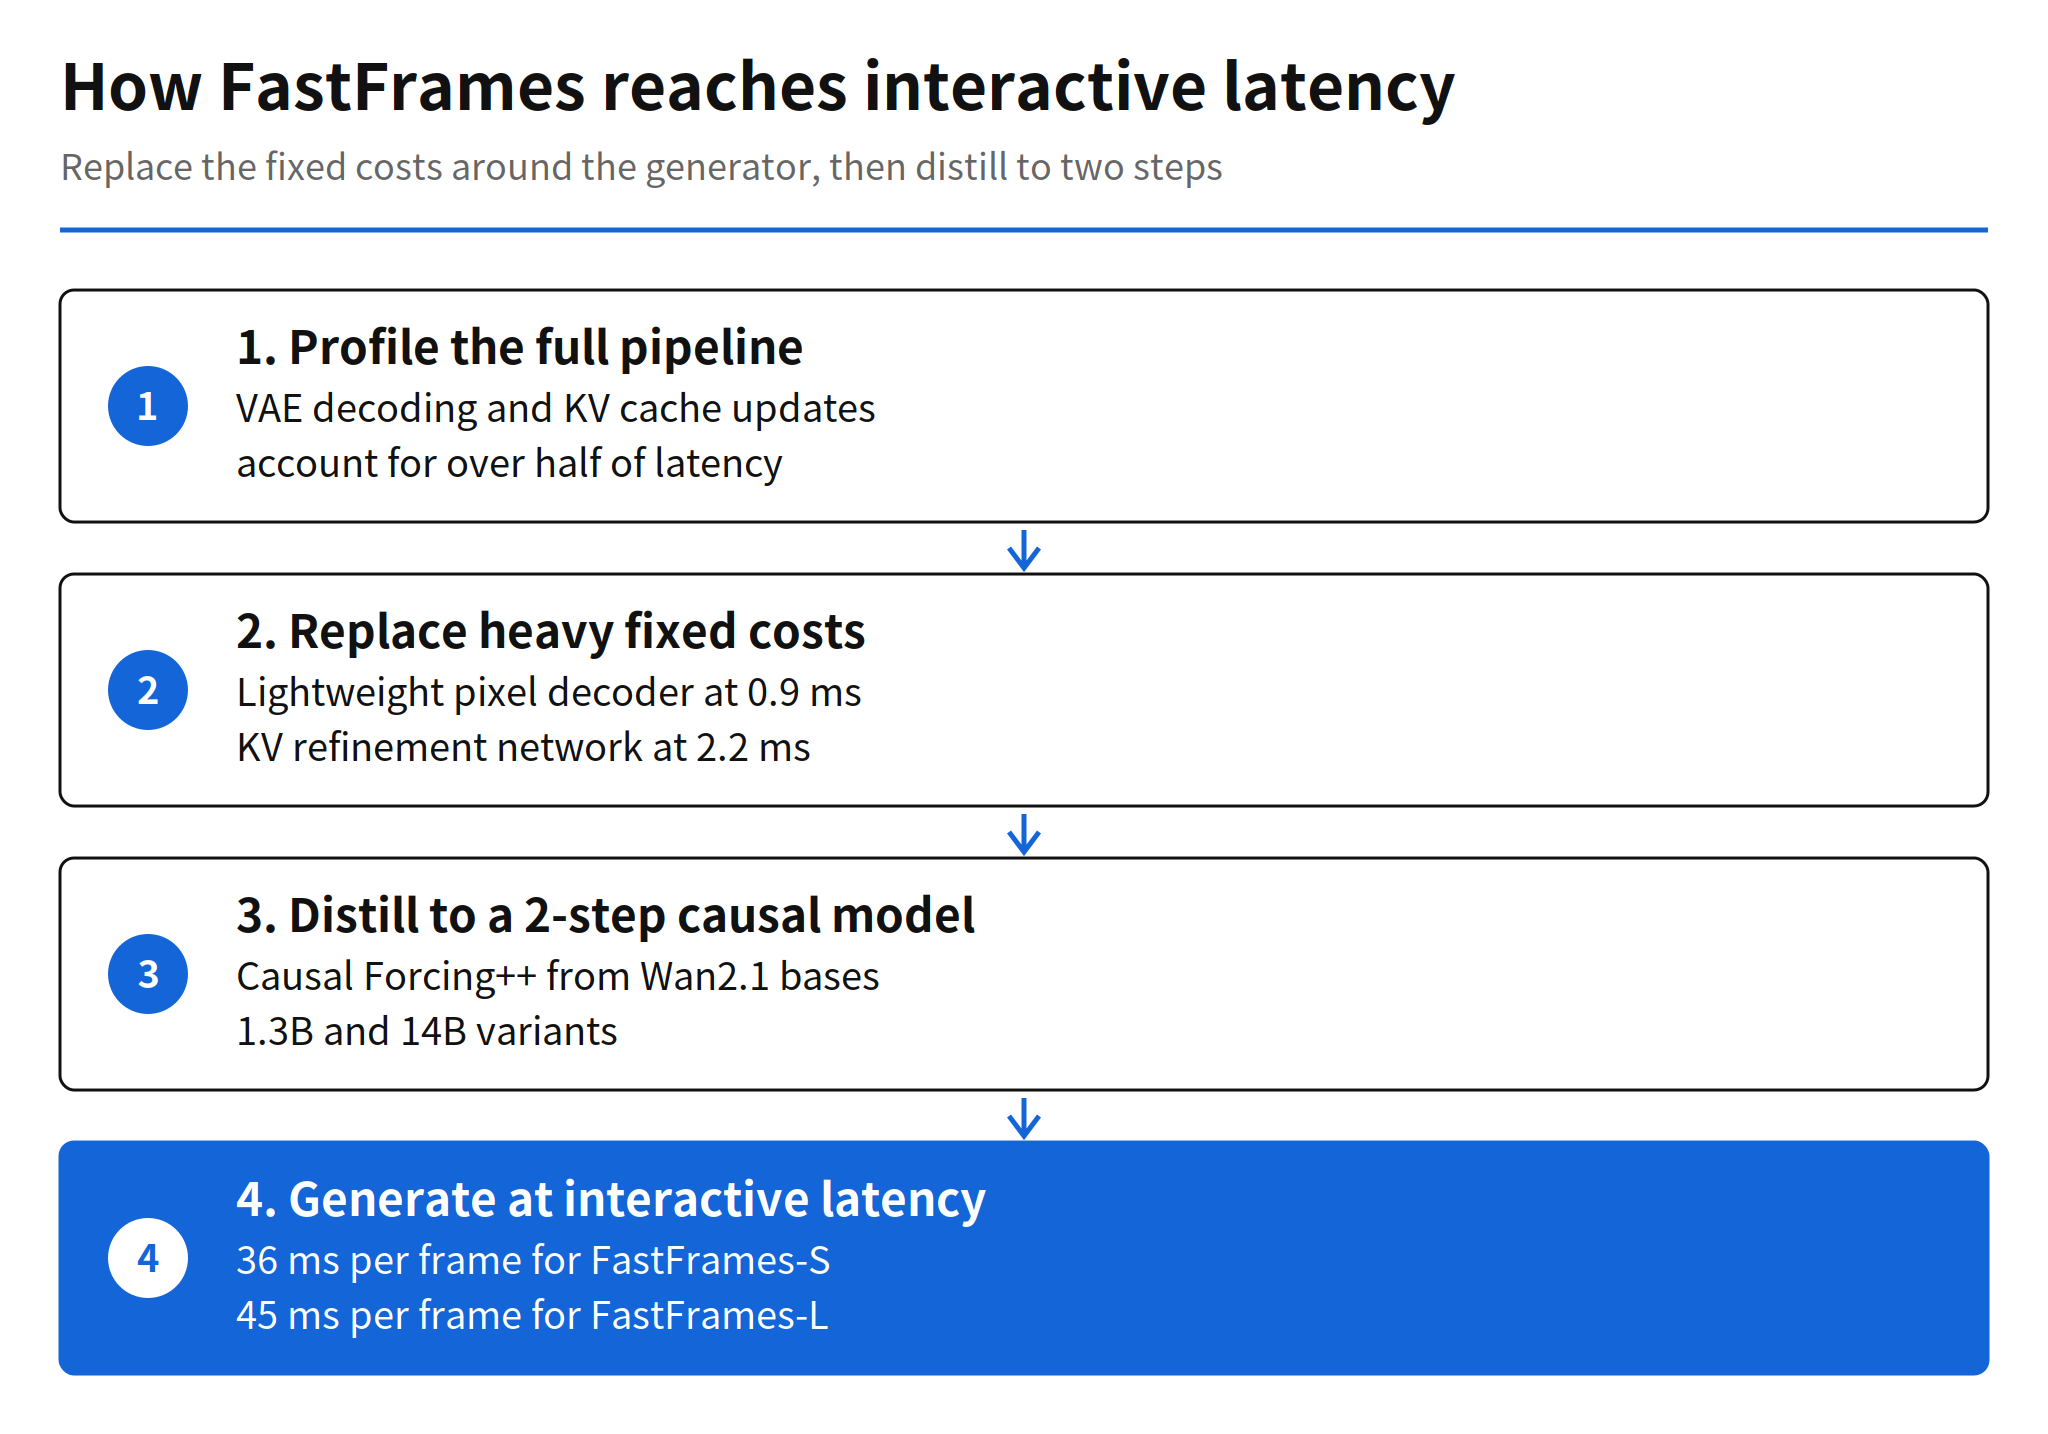 How FastFrames reaches interactive latency
Replace the fixed costs around the generator, then distill to two steps
1
1. Profile the full pipeline
VAE decoding and KV cache updates
account for over half of latency
2
2. Replace heavy fixed costs
Lightweight pixel decoder at 0.9 ms
KV refinement network at 2.2 ms
3
3. Distill to a 2-step causal model
Causal Forcing++ from Wan2.1 bases
1.3B and 14B variants
4
4. Generate at interactive latency
36 ms per frame for FastFrames-S
45 ms per frame for FastFrames-L